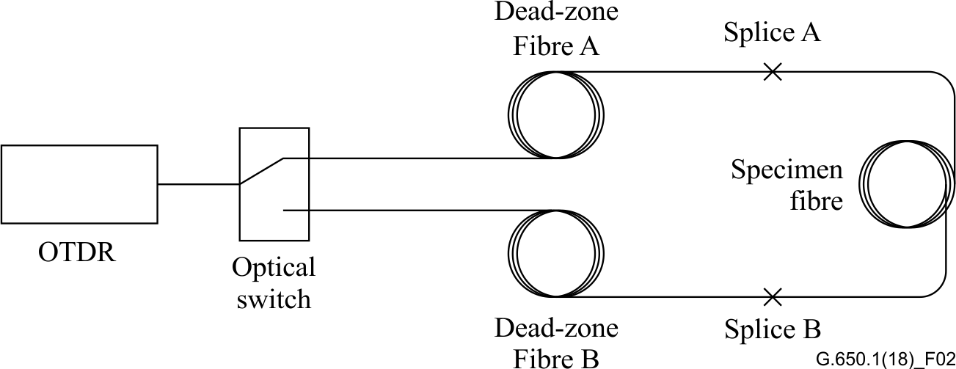 Dead-zone
Fibre A
Splice A
Specimen
fibre
OTDR
Optical
switch
Dead-zone
Fibre B
Splice B
G.650.1(18)_F02